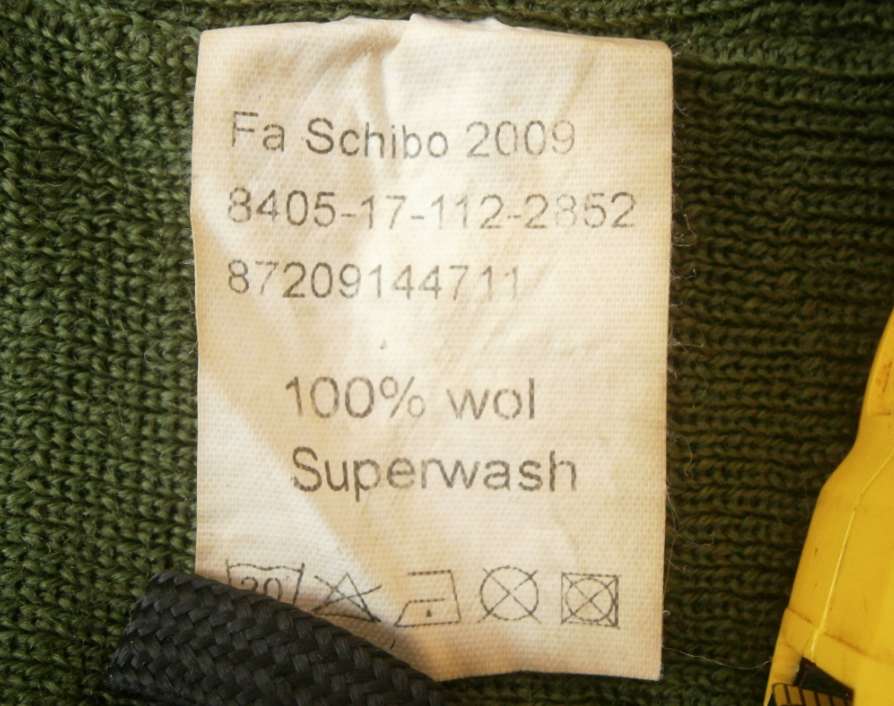 Fa Schibo 2009
8405-17-112-2852
87209144711
100% wol
Superwash